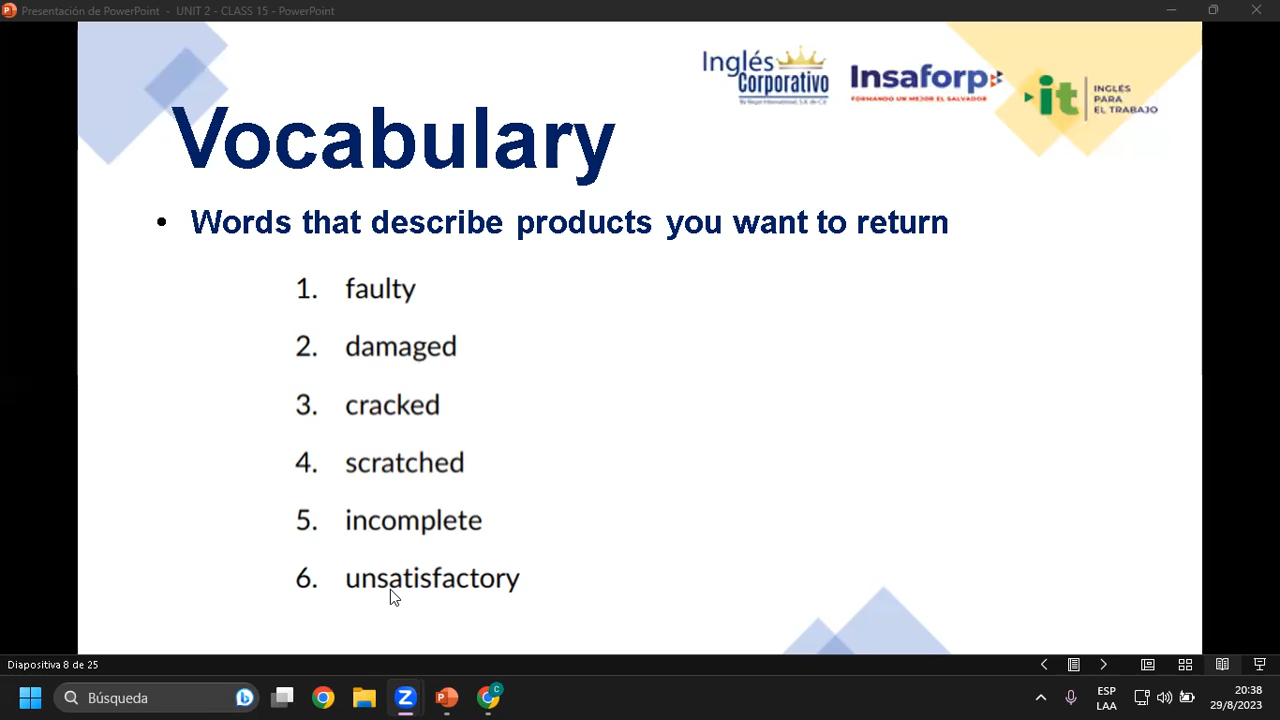 Presentación de PowerPoint - UNIT 2 - CLASS 15 - PowerPoint
Inglés
Corporativo
Insaforp
FORMANDO UN MEJOR EL SALVADOR
it
INGLÉS
PARA
EL TRABAJO
Vocabulary
• Words that describe products you want to return
1. faulty
2. damaged
3. cracked
4. scratched
5. incomplete
6. unsatisfactory
Diapositiva 8 de 25
Búsqueda
C
ESP
LAA
20:38
29/8/2023